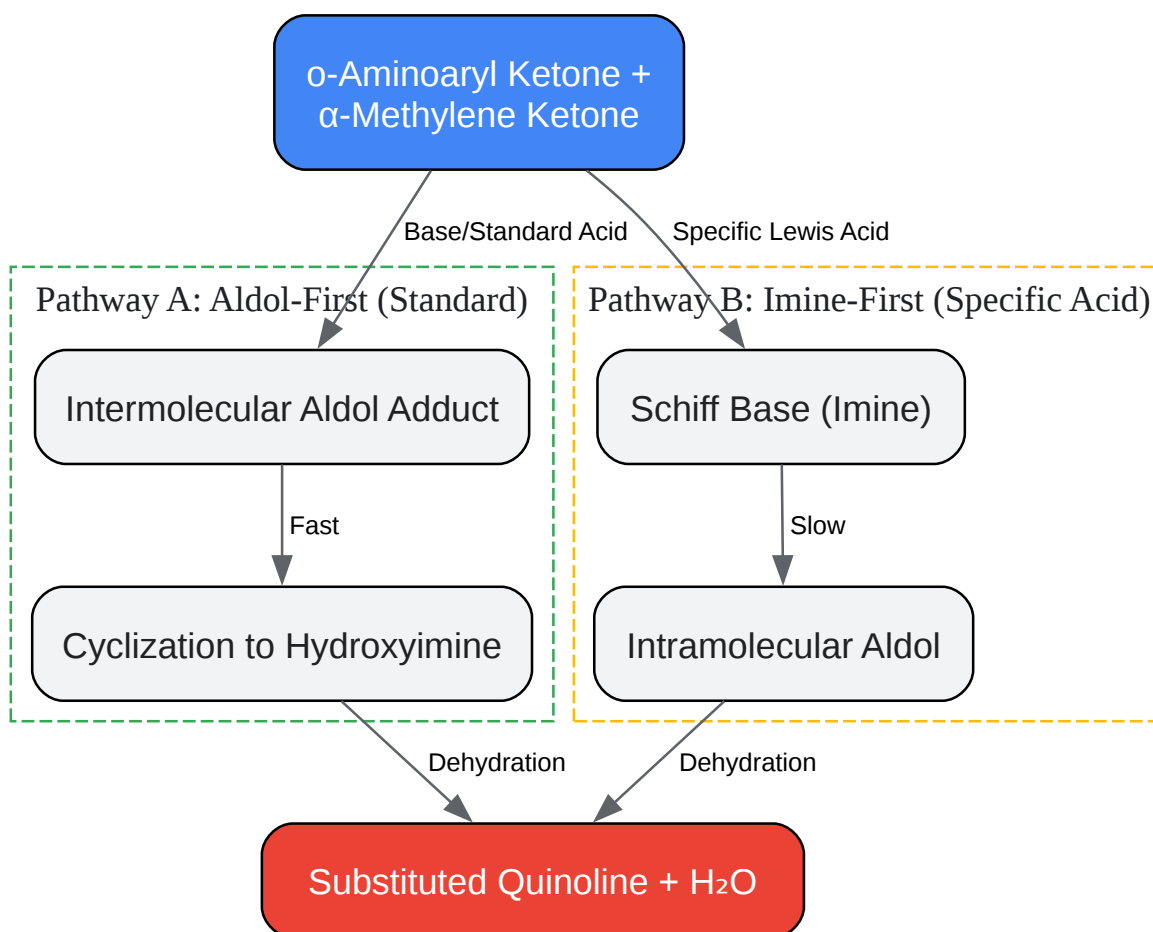 o-Aminoaryl Ketone +
α-Methylene Ketone
Base/Standard Acid
Specific Lewis Acid
Pathway A: Aldol-First (Standard)
Pathway B: Imine-First (Specific Acid)
Intermolecular Aldol Adduct
Schiff Base (Imine)
Fast
Slow
Cyclization to Hydroxyimine
Intramolecular Aldol
Dehydration
Dehydration
Substituted Quinoline + H₂O